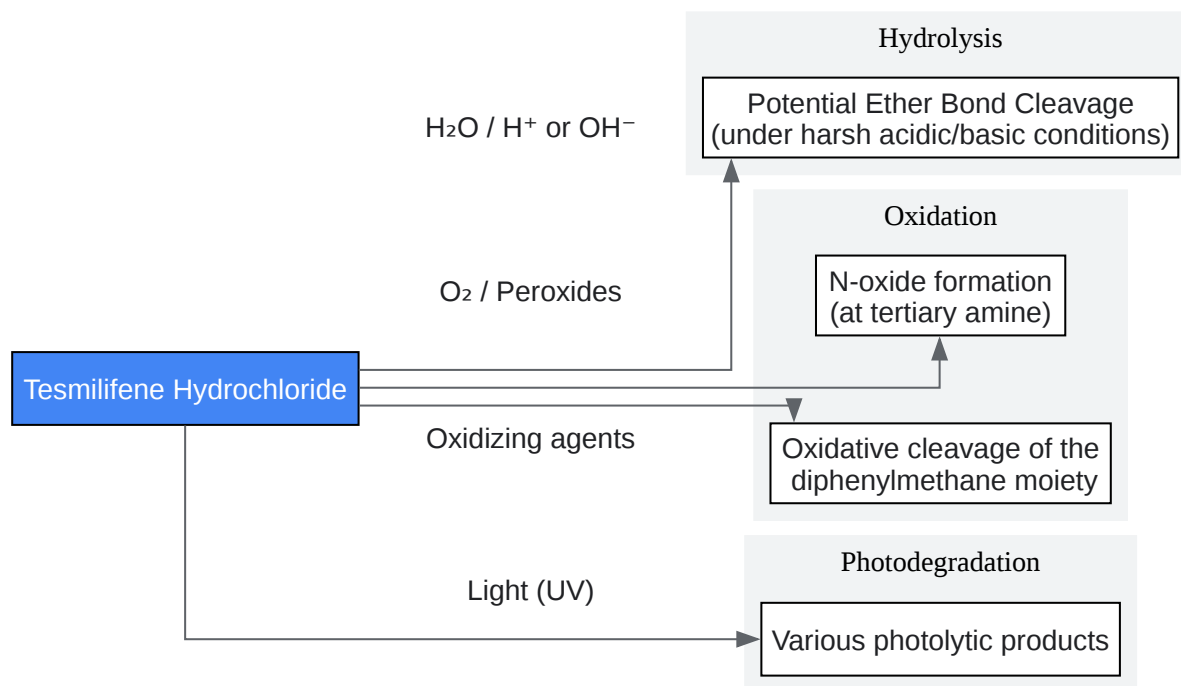 Hydrolysis
Potential Ether Bond Cleavage
(under harsh acidic/basic conditions)
H₂O / H⁺ or OH⁻
Oxidation
N-oxide formation
(at tertiary amine)
O₂ / Peroxides
Tesmilifene Hydrochloride
Oxidizing agents
Oxidative cleavage of the
diphenylmethane moiety
Photodegradation
Light (UV)
Various photolytic products